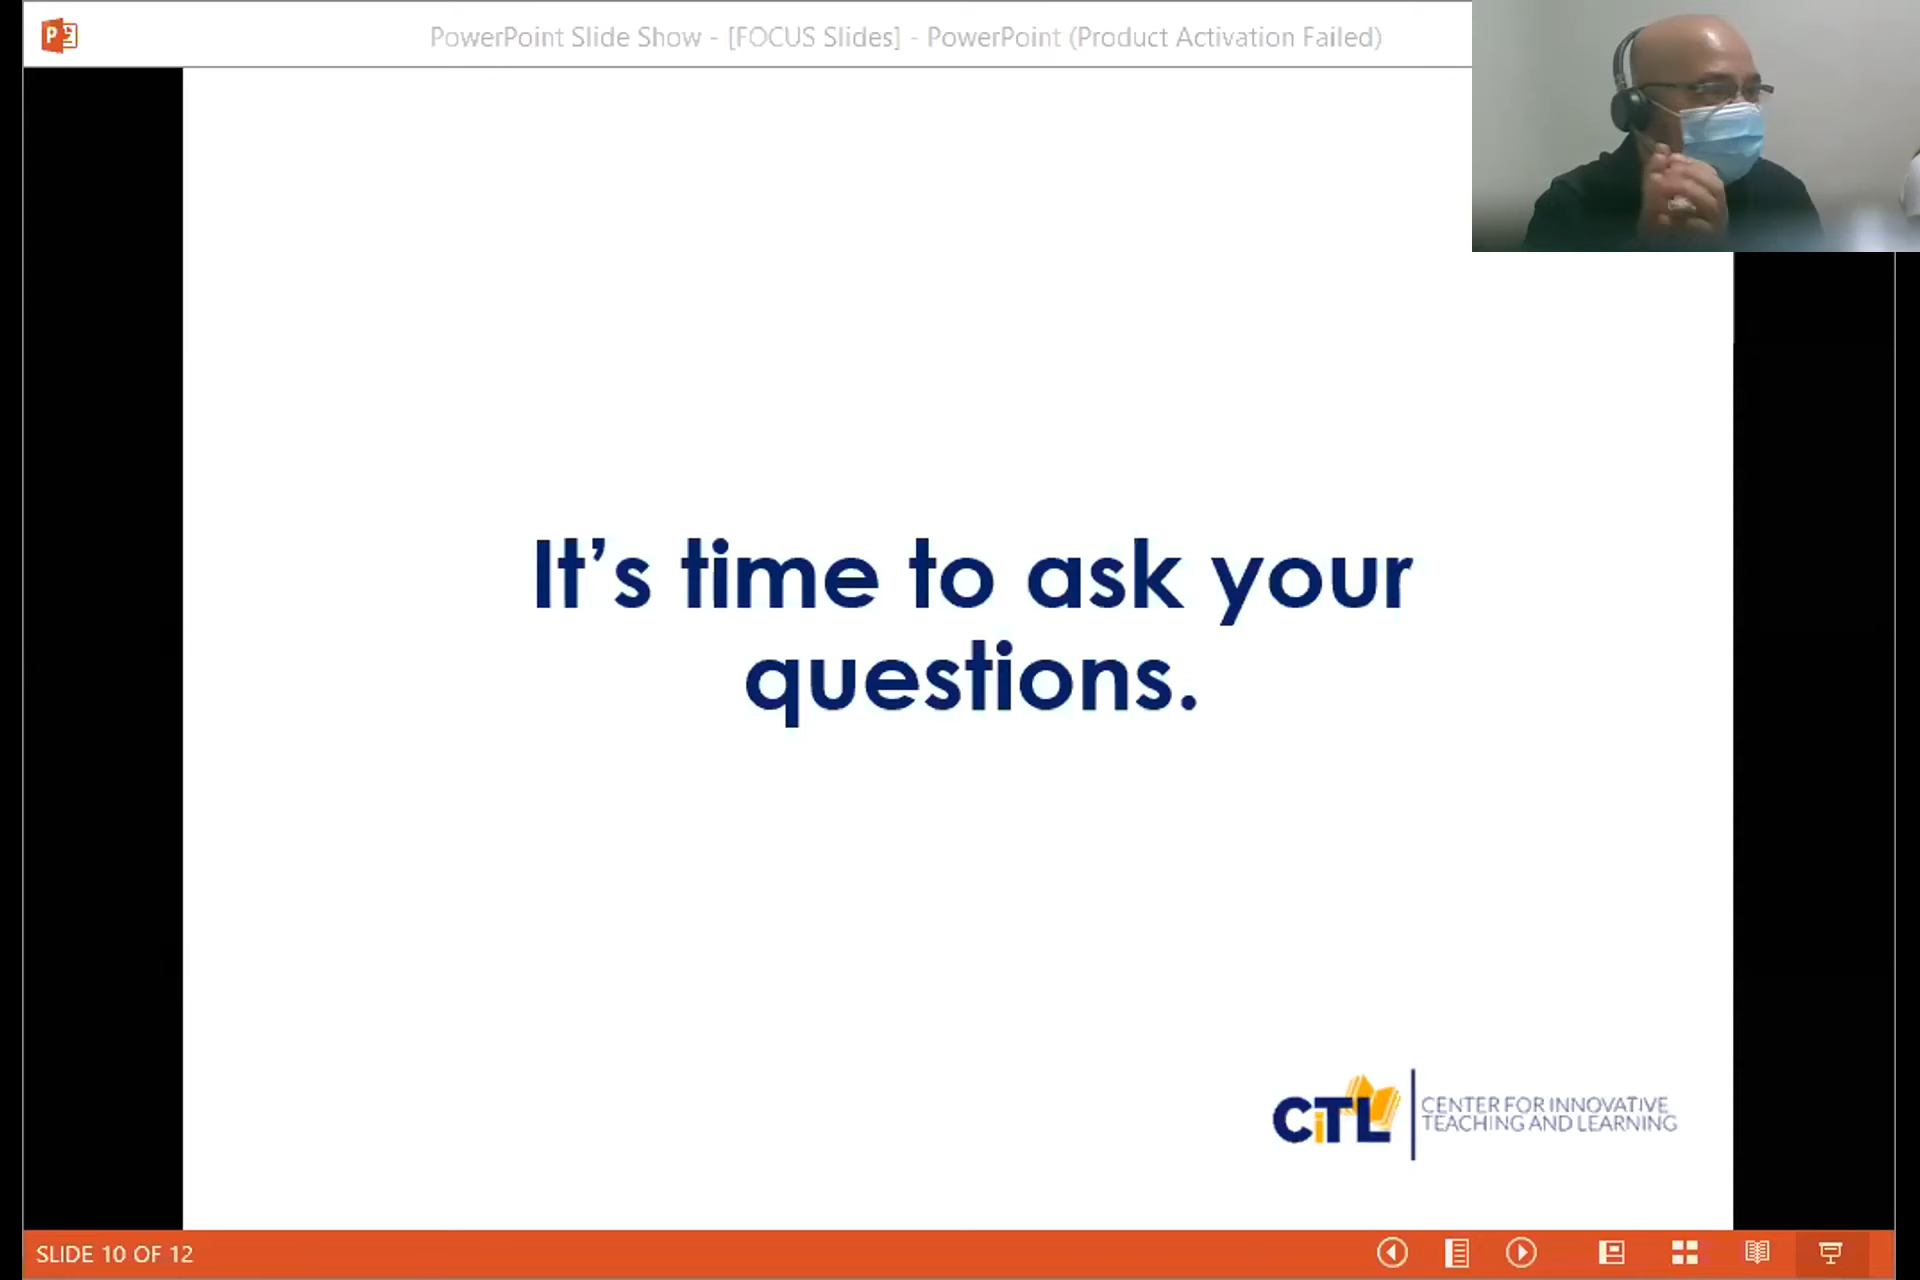 PowerPoint Slide Show - [FOCUS Slides] - PowerPoint (Product Activation Failed)
It's time to ask your
questions.
CiTL
CENTER FOR INNOVATIVE
TEACHING AND LEARNING
SLIDE 10 OF 12